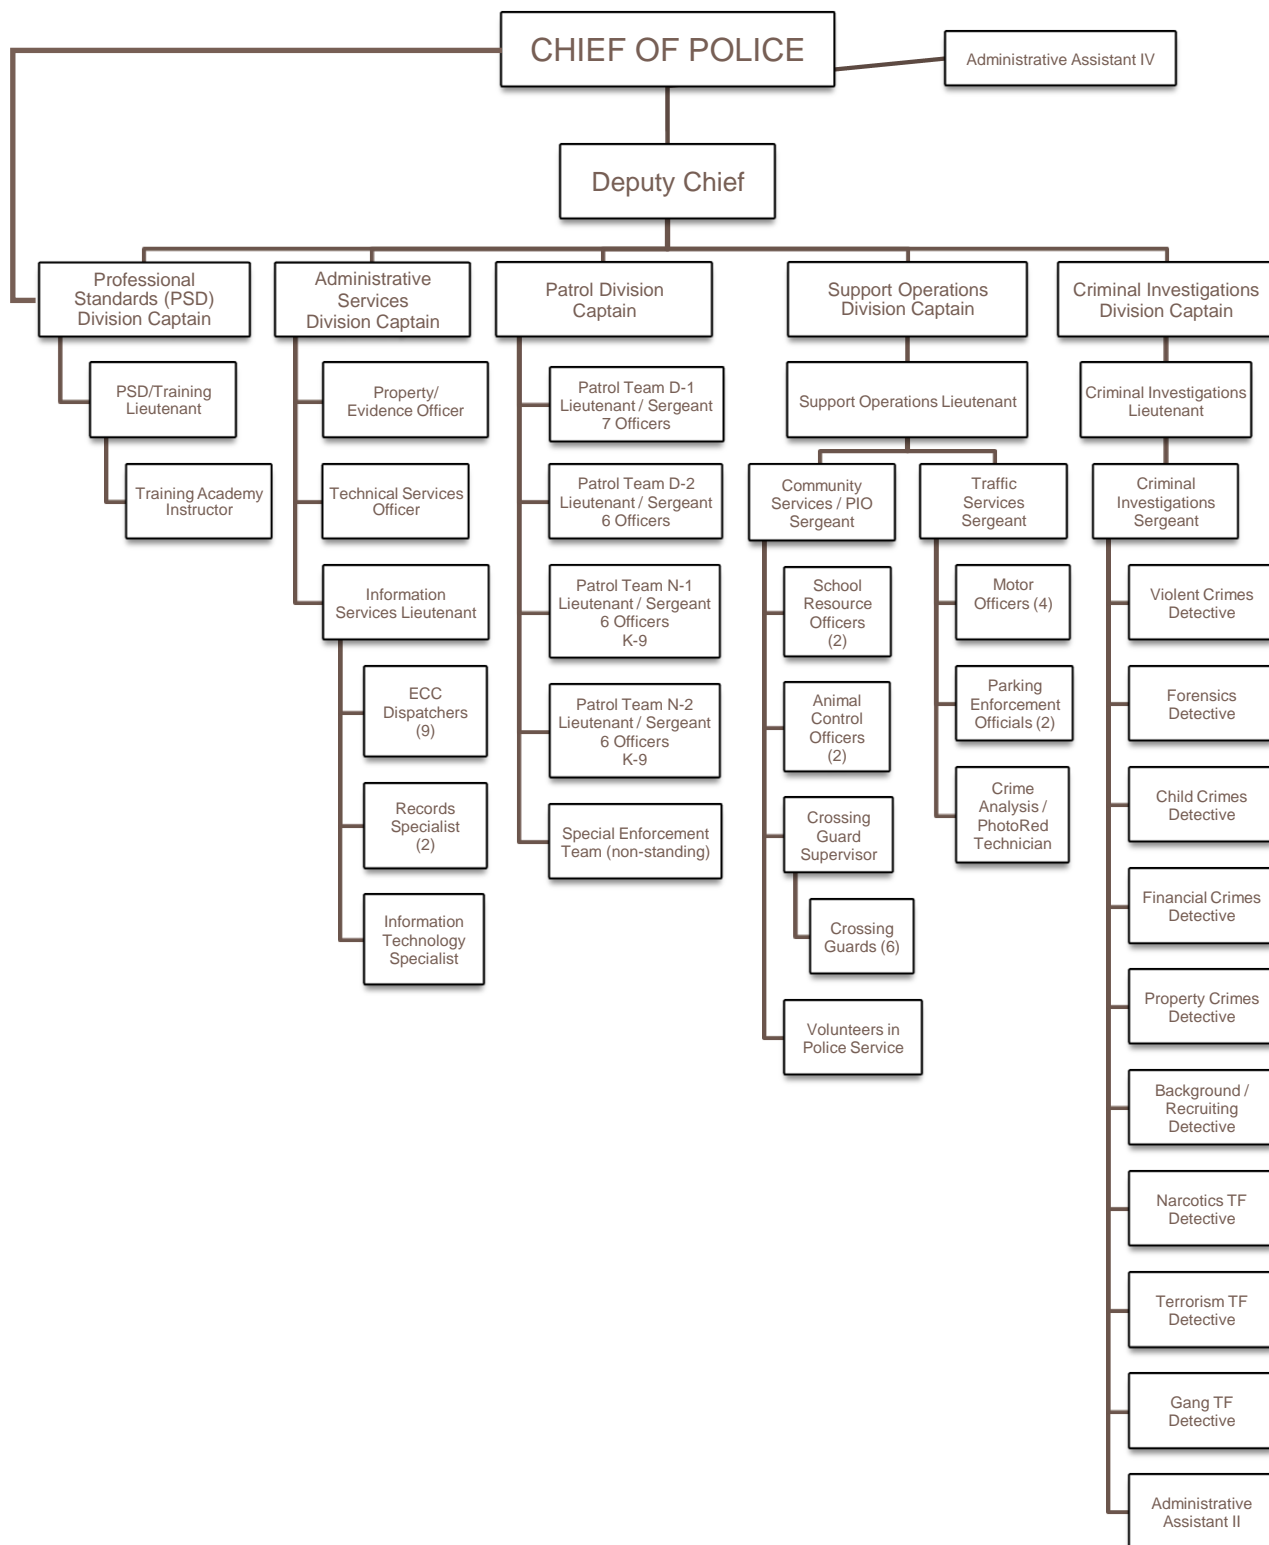 CHIEF OF POLICE
Administrative Assistant IV
Deputy Chief
Professional
Standards (PSD)
Division Captain
Administrative
Services
Division Captain
Patrol Division
Captain
Support Operations
Division Captain
Criminal Investigations
Division Captain
PSD/Training
Lieutenant
Training Academy
Instructor
Property/
Evidence Officer
Technical Services
Officer
Information
Services Lieutenant
ECC
Dispatchers
(9)
Records
Specialist
(2)
Information
Technology
Specialist
Patrol Team D-1
Lieutenant / Sergeant
7 Officers
Patrol Team D-2
Lieutenant / Sergeant
6 Officers
Patrol Team N-1
Lieutenant / Sergeant
6 Officers
K-9
Patrol Team N-2
Lieutenant / Sergeant
6 Officers
K-9
Special Enforcement
Team (non-standing)
Support Operations Lieutenant
Community
Services / PIO
Sergeant
School
Resource
Officers
(2)
Animal
Control
Officers
(2)
Crossing
Guard
Supervisor
Crossing
Guards (6)
Volunteers in
Police Service
Traffic
Services
Sergeant
Motor
Officers (4)
Parking
Enforcement
Officials (2)
Crime
Analysis /
PhotoRed
Technician
Criminal Investigations
Lieutenant
Criminal
Investigations
Sergeant
Violent Crimes
Detective
Forensics
Detective
Child Crimes
Detective
Financial Crimes
Detective
Property Crimes
Detective
Background /
Recruiting
Detective
Narcotics TF
Detective
Terrorism TF
Detective
Gang TF
Detective
Administrative
Assistant II